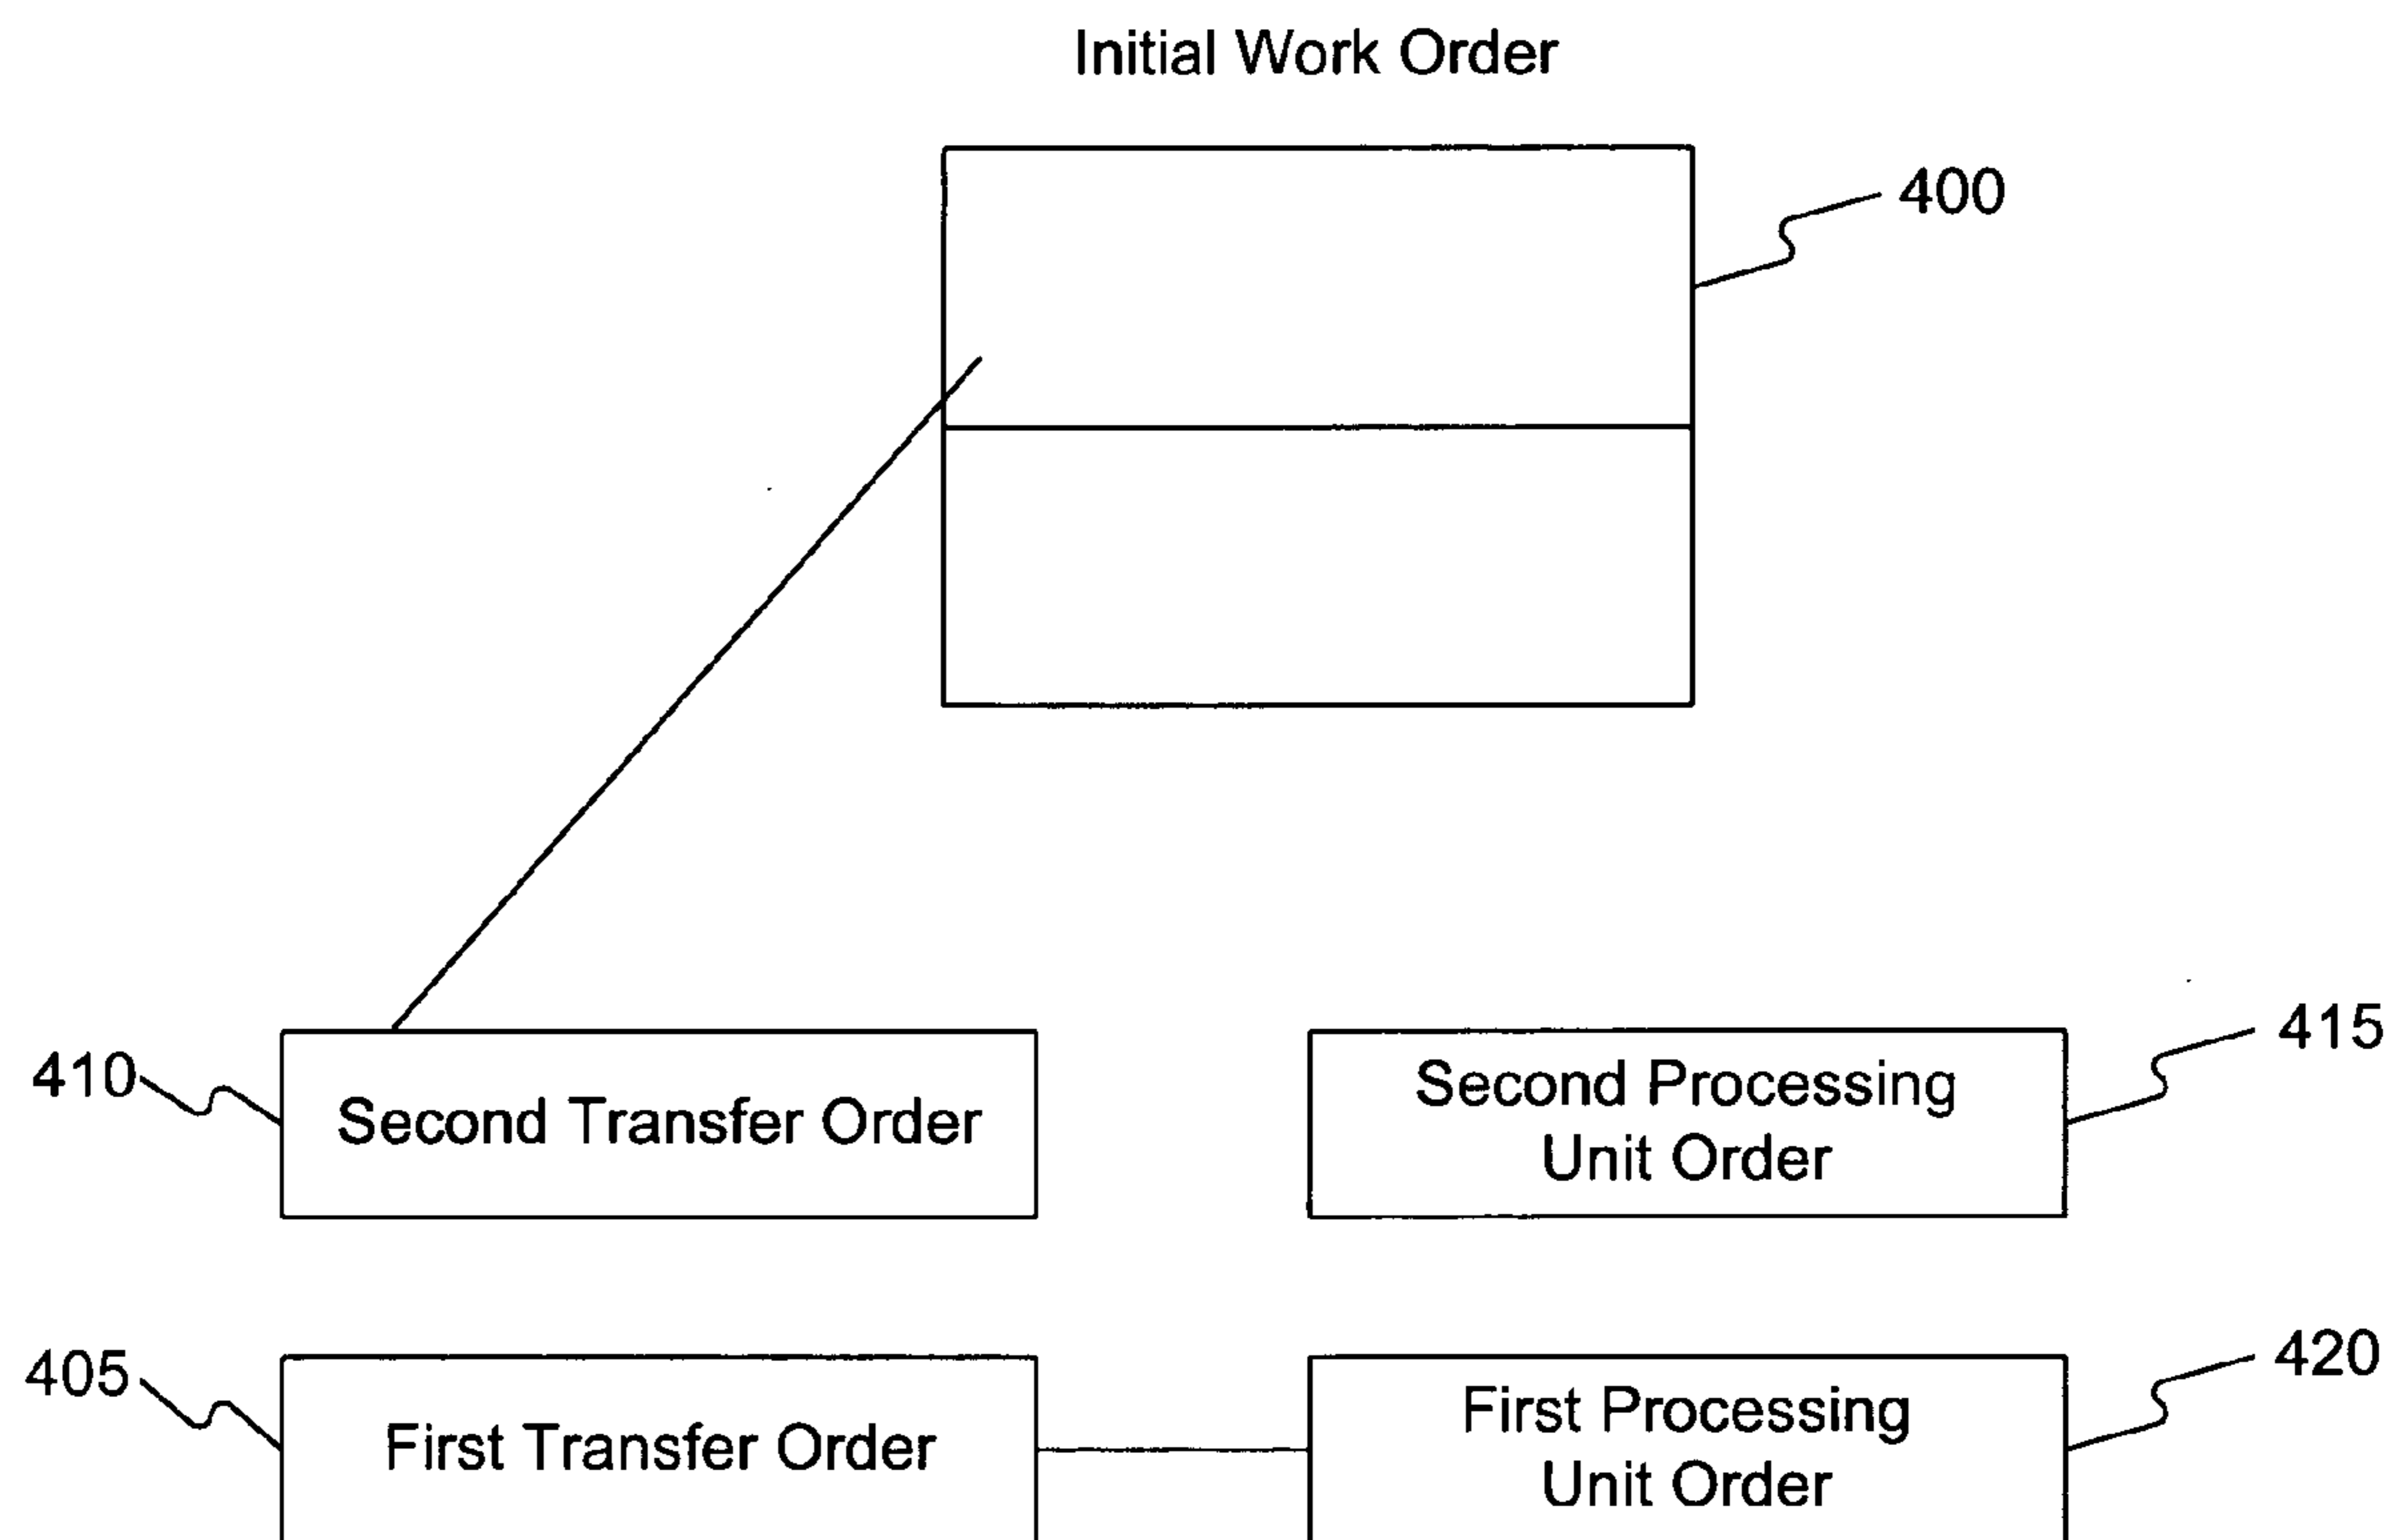 Initial Work Order
400
410
Second Transfer Order
Second Processing
Unit Order
415
405
First Transfer Order
First Processing
Unit Order
420